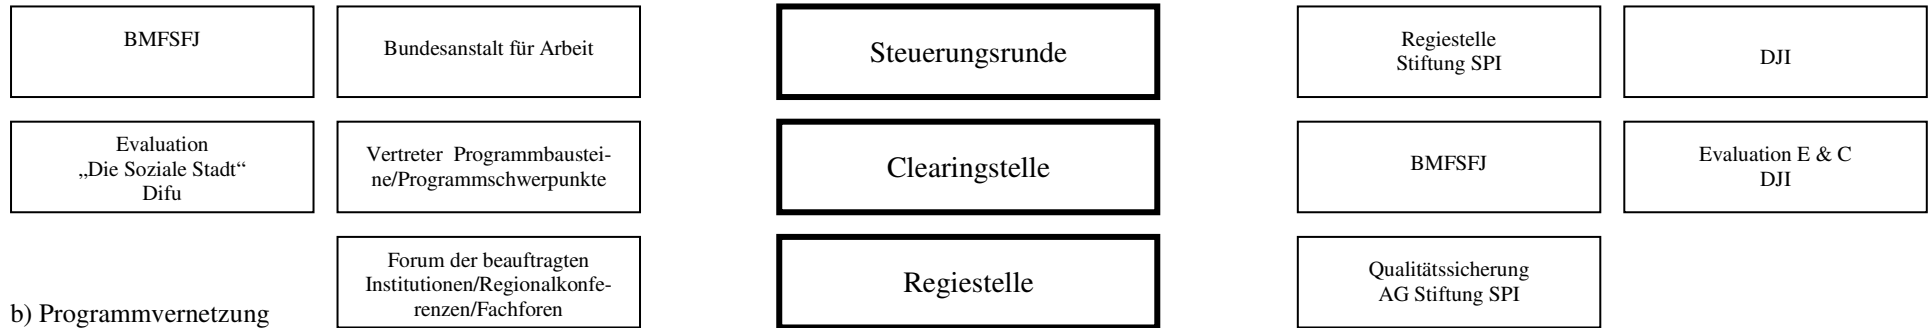 BMFSFJ
Bundesanstalt für Arbeit
Steuerungsrunde
Regiestelle
Stiftung SPI
DJI
Evaluation
„Die Soziale Stadt“
Difu
Vertreter Programmbaustei-
ne/Programmschwerpunkte
Clearingstelle
BMFSFJ
Evaluation E & C
DJI
Forum der beauftragten
Institutionen/Regionalkonfe-
renzen/Fachforen
Regiestelle
Qualitätssicherung
AG Stiftung SPI
b) Programmvernetzung